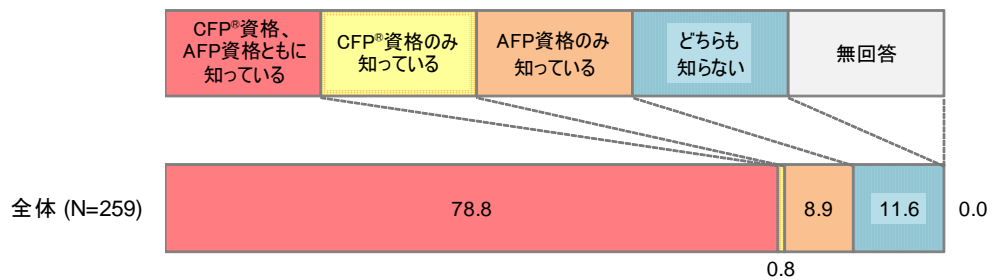 CFP®資格、
AFP資格ともに
知っている
CFP®資格のみ
知っている
AFP資格のみ
知っている
どちらも
知らない
無回答
全体 (N=259)
78.8
8.9
11.6
0.0
0.8